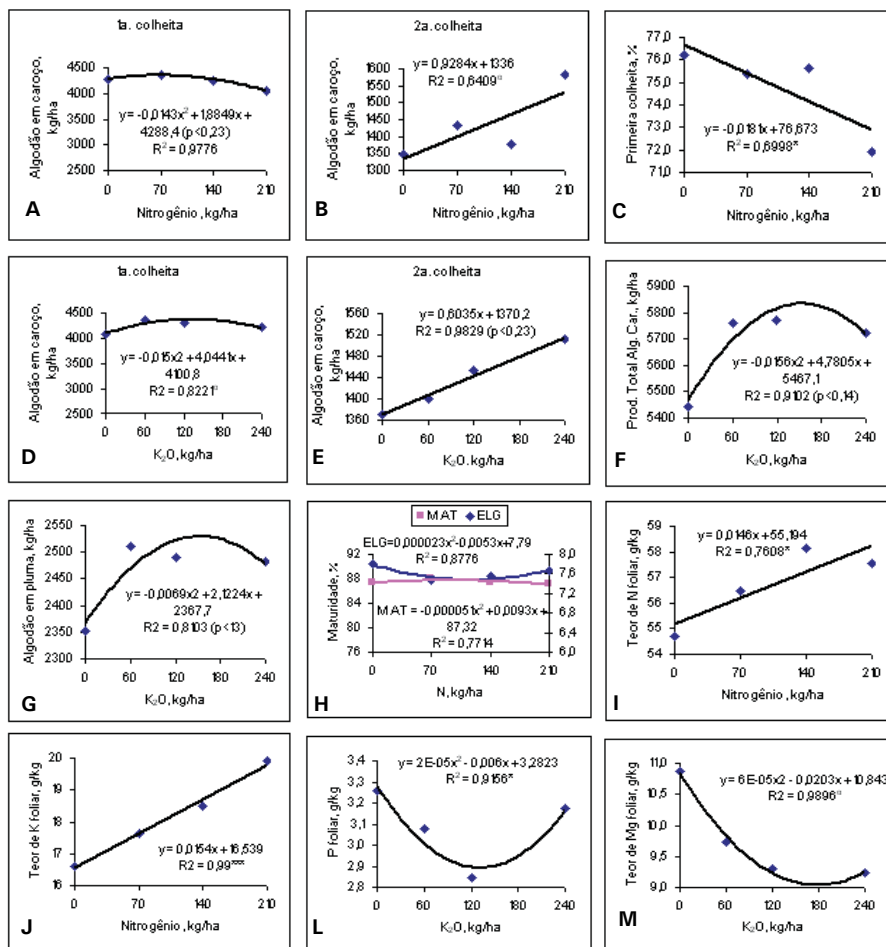 1a. colheita
Algodão em caroço, kg/ha
4500
4000
3500
3000
2500
y = -0,0143x² + 1,8849x +
4288,4 (p<0,23)
R² = 0,9776
0 70 140 210
Nitrogênio, kg/ha
A
2a. colheita
Algodão em caroço, kg/ha
1600
1550
1500
1450
1400
1350
1300
y = 0,9284x + 1336
R2 = 0,6409°
0 70 140 210
Nitrogênio, kg/ha
B
Primeira colheita, %
77,0
76,0
75,0
74,0
73,0
72,0
71,0
y = -0,0181x + 76,673
R² = 0,6998*
0 70 140 210
Nitrogênio, kg/ha
C
1a. colheita
Algodão em caroço, kg/ha
4500
4000
3500
3000
2500
y = -0,015x2 + 4,0441x +
4100,8
R2 = 0,8221°
0 60 120 180 240
K₂O, kg/ha
D
2a. colheita
Algodão em caroço, kg/ha
1560
1520
1480
1440
1400
1360
y = 0,6035x + 1370,2
R2 = 0,9829 (p<0,23)
0 60 120 180 240
K₂O. kg/ha
E
Prod. Total Alg. Car., kg/ha
5900
5800
5700
5600
5500
5400
y = -0,0156x2 + 4,7805x +
5467,1
R2 = 0,9102 (p<0,14)
0 60 120 180 240
K₂O, kg/ha
F
Algodão em pluma, kg/ha
2550
2500
2450
2400
2350
2300
y = -0,0069x2 + 2,1224x +
2367,7
R2 = 0,8103 (p<13)
0 60 120 180 240
K₂O, kg/ha
G
MAT ELG
ELG=0,000023x²-0,0053x+7,79
R² = 0,8776
Maturidade, %
92
88
84
80
76
8,0
7,6
7,2
6,8
6,4
6,0
MAT = -0,000051x² + 0,0093x +
87,32
R² = 0,7714
0 70 140 210
N, kg/ha
H
Teor de N foliar, g/kg
59
58
57
56
55
54
y = 0,0146x + 55,194
R2 = 0,7608*
0 70 140 210
Nitrogênio, kg/ha
I
Teor de K foliar, g/kg
20
19
18
17
16
y = 0,0154x + 16,539
R2 = 0,99***
0 70 140 210
Nitrogênio, kg/ha
J
P foliar, g/kg
3,4
3,3
3,2
3,1
3,0
2,9
2,8
y = 2E-05x² - 0,006x + 3,2823
R² = 0,9156*
0 60 120 180 240
K₂O, kg/ha
L
Teor de Mg foliar, g/kg
11,0
10,5
10,0
9,5
9,0
y = 6E-05x2 - 0,0203x + 10,843
R2 = 0,9896°
0 60 120 180 240
K₂O, kg/ha
M